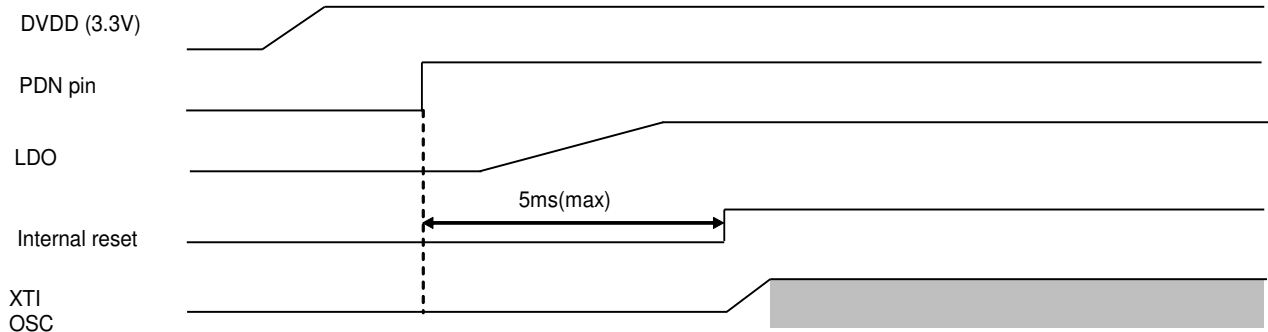 DVDD (3.3V)
PDN pin
LDO
5ms(max)
Internal reset
XTI
OSC